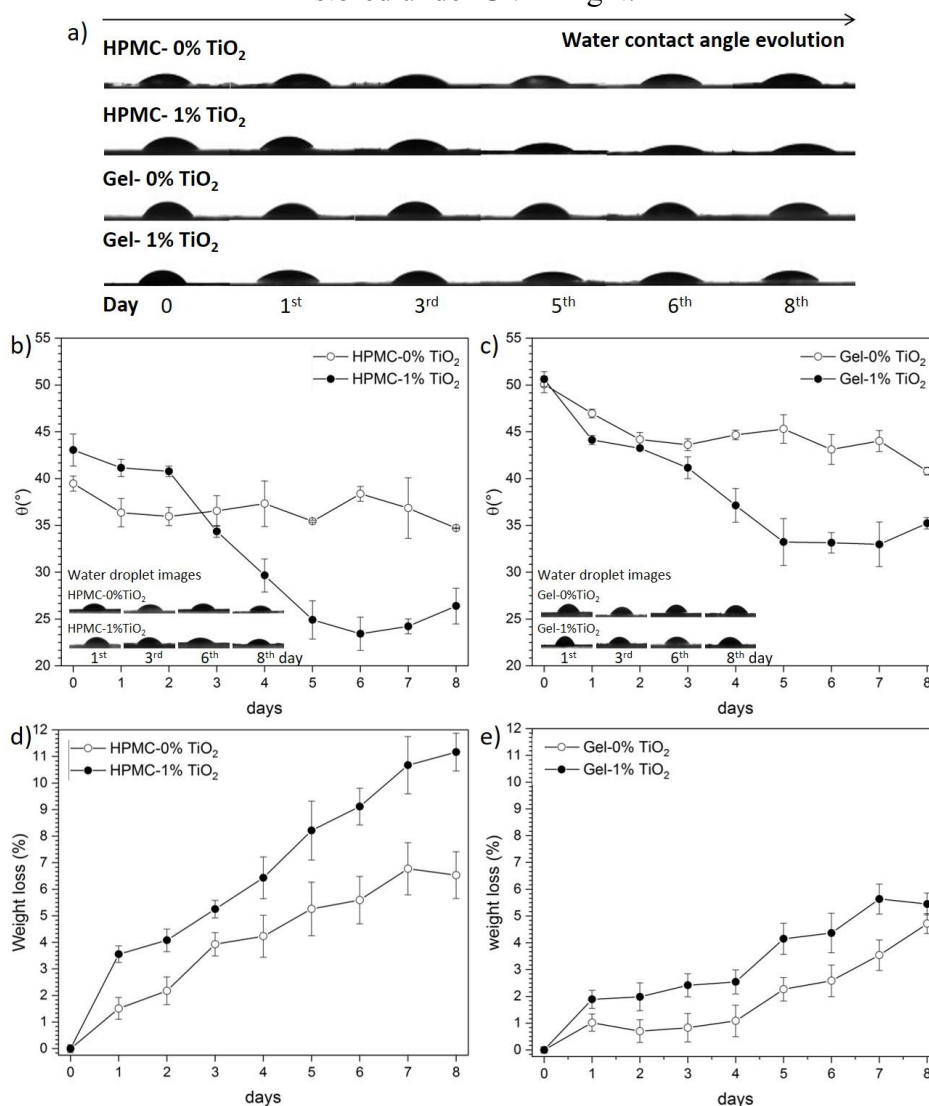 a)
Water contact angle evolution
HPMC- 0% TiO₂
HPMC- 1% TiO₂
Gel- 0% TiO₂
Gel- 1% TiO₂
Day 0 1st 3rd 5th 6th 8th
b)
55
50
45
40
35
30
25
20
θ(°)
HPMC-0% TiO₂
HPMC-1% TiO₂
Water droplet images
HPMC-0%TiO₂
HPMC-1%TiO₂
1st 3rd 6th 8th day
0 1 2 3 4 5 6 7 8
days
c)
55
50
45
40
35
30
25
20
θ(°)
Gel-0% TiO₂
Gel-1% TiO₂
Water droplet images
Gel-0%TiO₂
Gel-1%TiO₂
1st 3rd 6th 8th day
0 1 2 3 4 5 6 7 8
days
d)
12
11
10
9
8
7
6
5
4
3
2
1
0
Weight loss (%)
HPMC-0% TiO₂
HPMC-1% TiO₂
0 1 2 3 4 5 6 7 8
days
e)
12
11
10
9
8
7
6
5
4
3
2
1
0
weight loss (%)
Gel-0% TiO₂
Gel-1% TiO₂
0 1 2 3 4 5 6 7 8
days